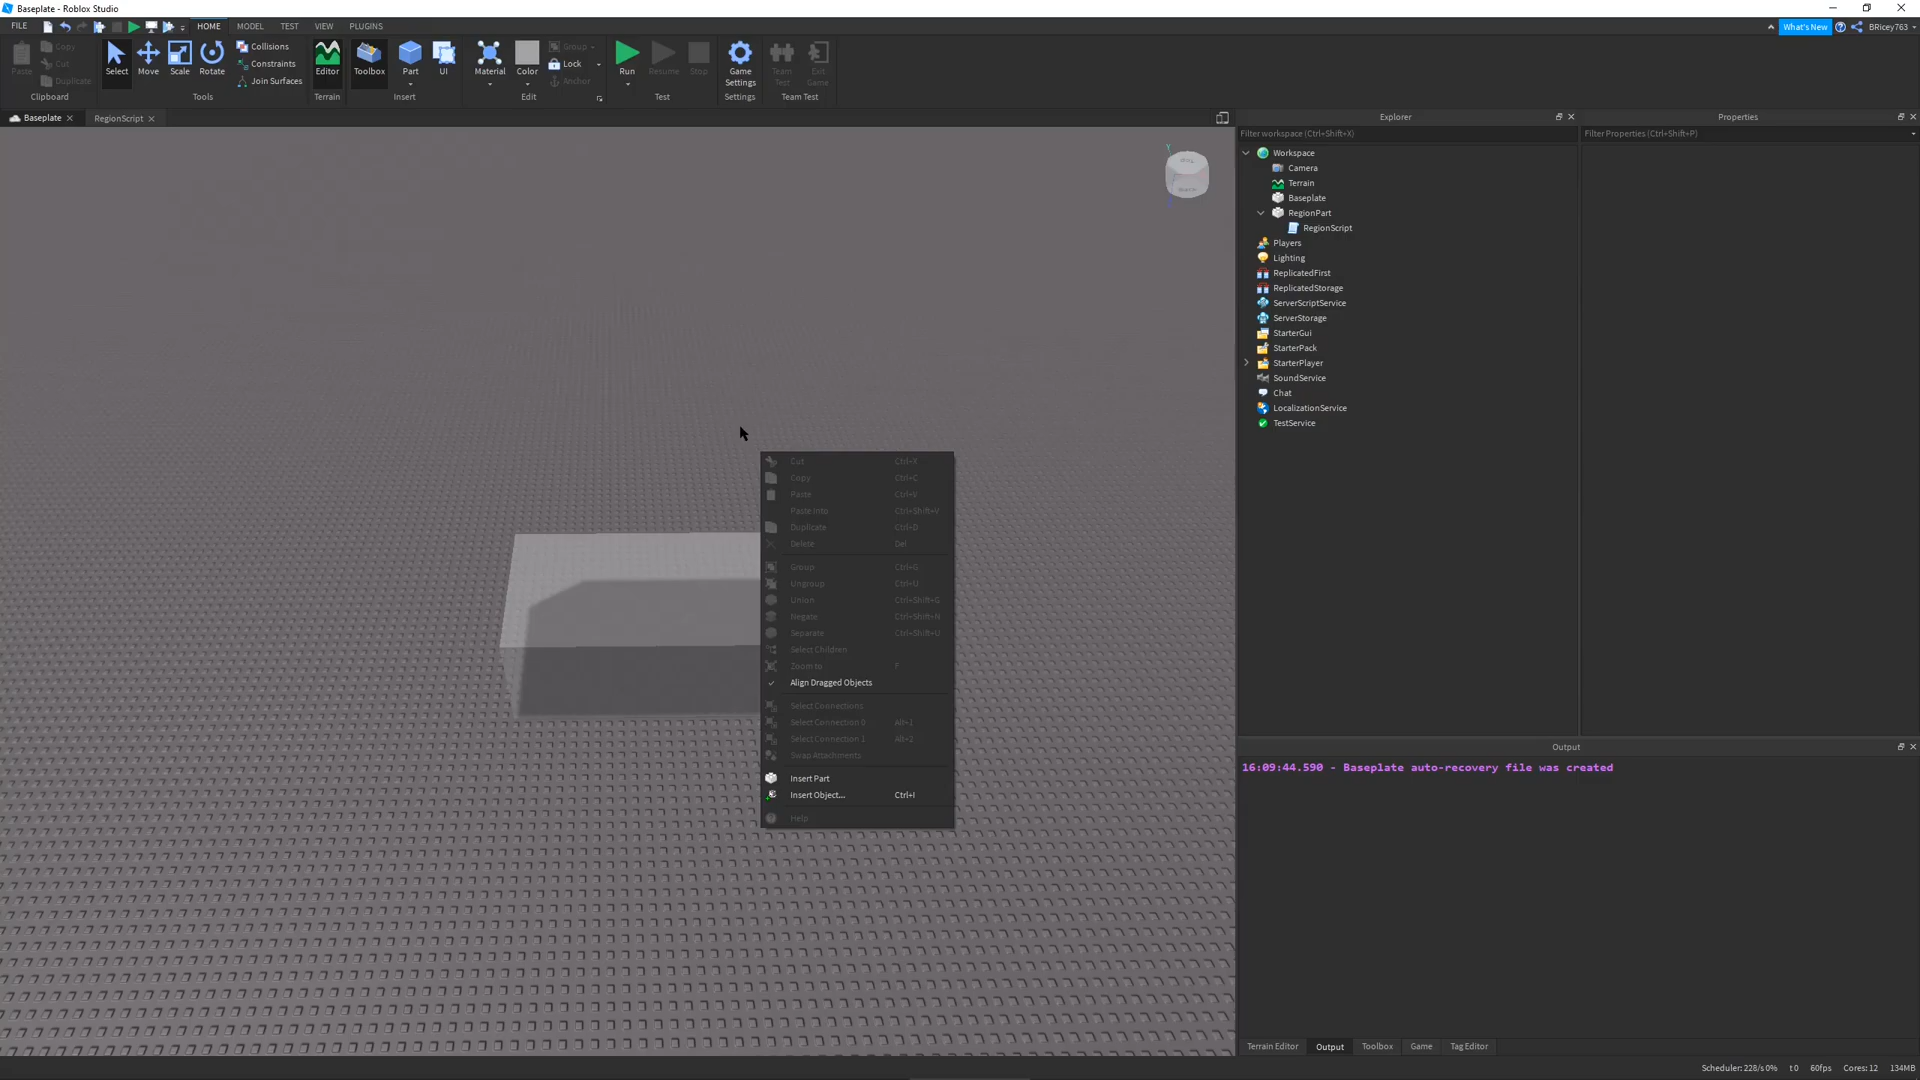 Baseplate - Roblox Studio
FILE HOME MODEL TEST VIEW PLUGINS
What's New BRicey763
Paste Copy Cut Duplicate Clipboard
Select Move Scale Rotate Collisions Constraints Join Surfaces Tools
Editor Terrain
Toolbox Part UI Insert
Material Color Group Lock Anchor Edit
Run Resume Stop Test
Game Settings Settings
Team Test Exit Game Team Test
Baseplate RegionScript
Explorer
Filter workspace (Ctrl+Shift+X)
Workspace
Camera
Terrain
Baseplate
RegionPart
RegionScript
Players
Lighting
ReplicatedFirst
ReplicatedStorage
ServerScriptService
ServerStorage
StarterGui
StarterPack
StarterPlayer
SoundService
Chat
LocalizationService
TestService
Properties
Filter Properties (Ctrl+Shift+P)
Y
Cut Ctrl+X
Copy Ctrl+C
Paste Ctrl+V
Paste Into Ctrl+Shift+V
Duplicate Ctrl+D
Delete Del
Group Ctrl+G
Ungroup Ctrl+U
Union Ctrl+Shift+G
Negate Ctrl+Shift+N
Separate Ctrl+Shift+U
Select Children
Zoom to F
Align Dragged Objects
Select Connections
Select Connection 0 Alt+1
Select Connection 1 Alt+2
Swap Attachments
Insert Part
Insert Object... Ctrl+I
Help
Output
16:09:44.590 - Baseplate auto-recovery file was created
Terrain Editor Output Toolbox Game Tag Editor
Scheduler: 228/s 0% t 0 60fps Cores: 12 134MB